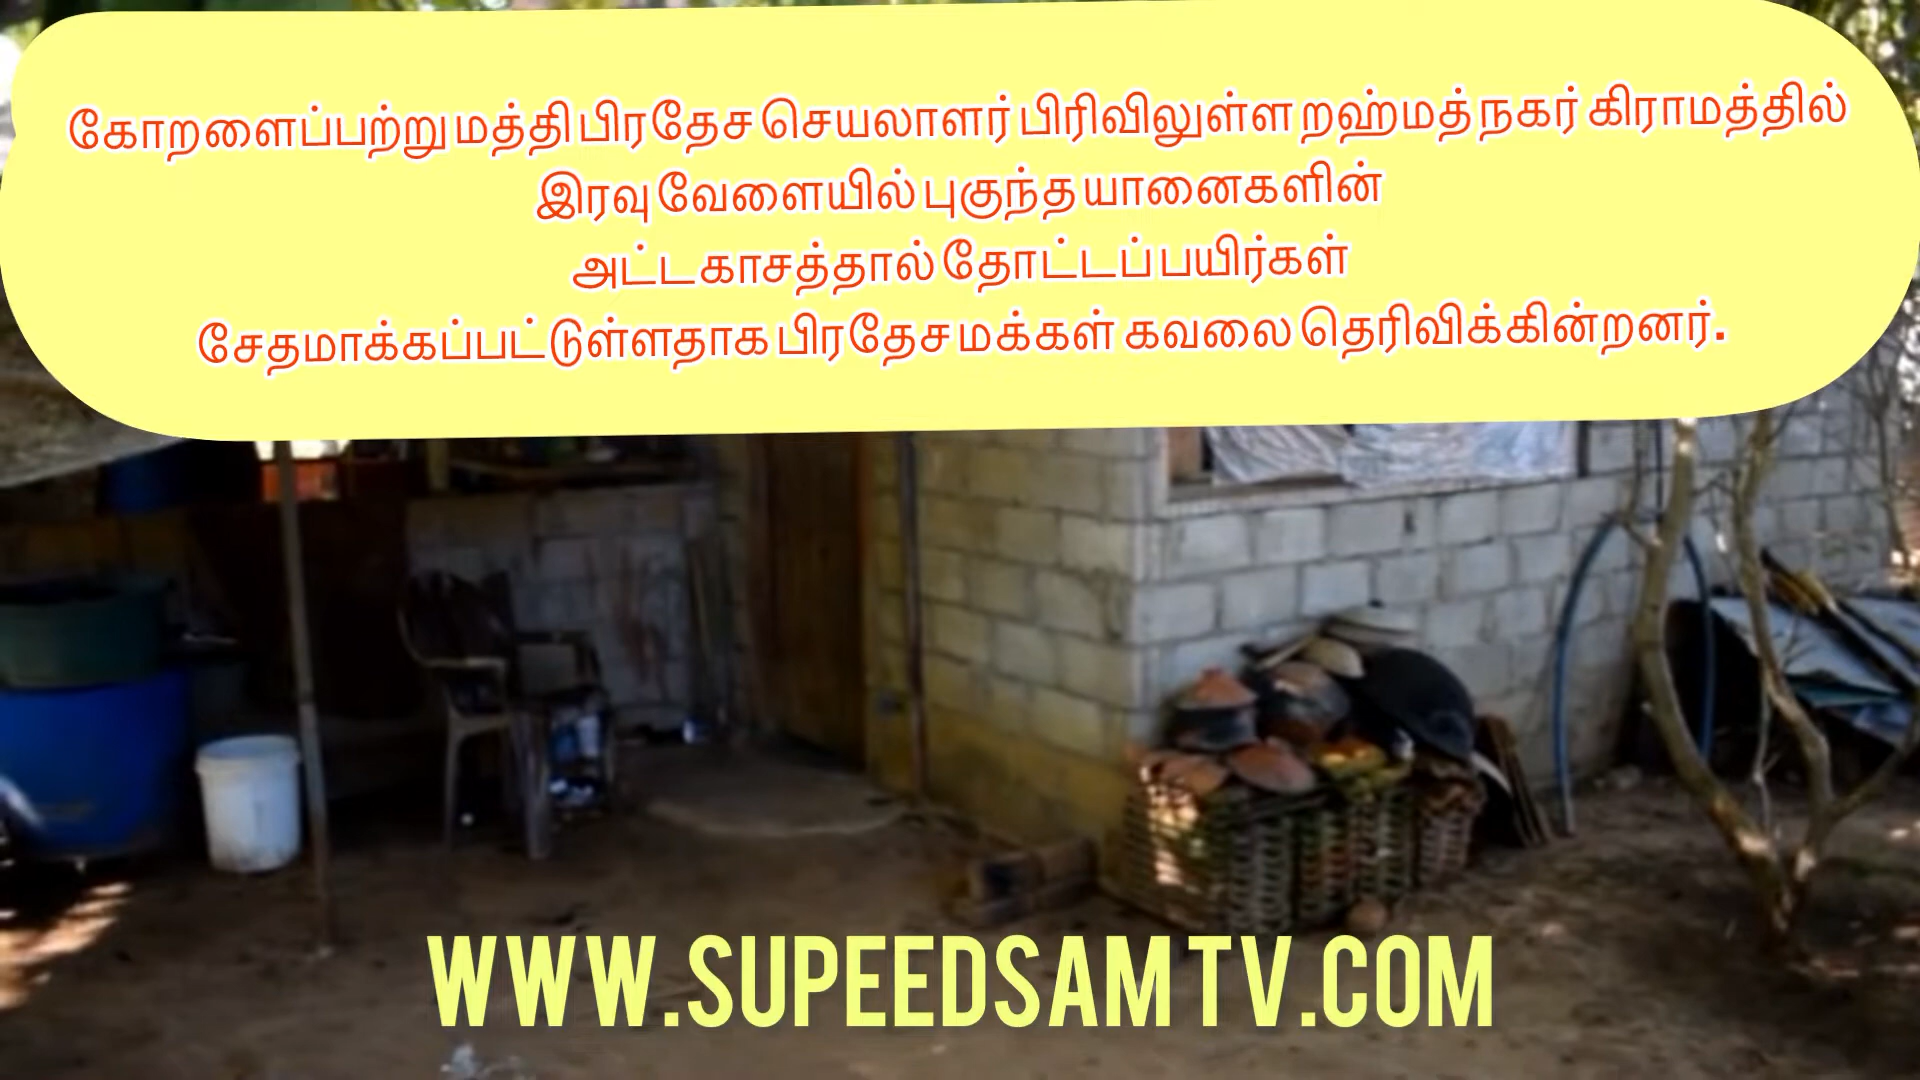 கோறளைப்பற்று மத்தி பிரதேச செயலாளர் பிரிவிலுள்ள றஹ்மத் நகர் கிராமத்தில்
இரவு வேளையில் புகுந்த யானைகளின்
அட்டகாசத்தால் தோட்டப் பயிர்கள்
சேதமாக்கப்பட்டுள்ளதாக பிரதேச மக்கள் கவலை தெரிவிக்கின்றனர்.
WWW.SUPEEDSAMTV.COM